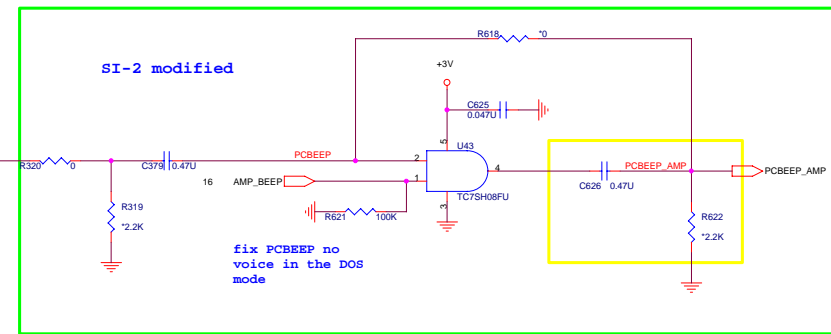 R618 *0
SI-2 modified
+3V
C625
0.047U
5 U43
R320 0
C379 0.47U
PCBEEP
2
4
PCBEEP_AMP
PCBEEP_AMP
16 AMP_BEEP
1
C626 0.47U
TC7SH08FU
3
R319
*2.2K
R621 100K
R622
*2.2K
fix PCBEEP no
voice in the DOS
mode